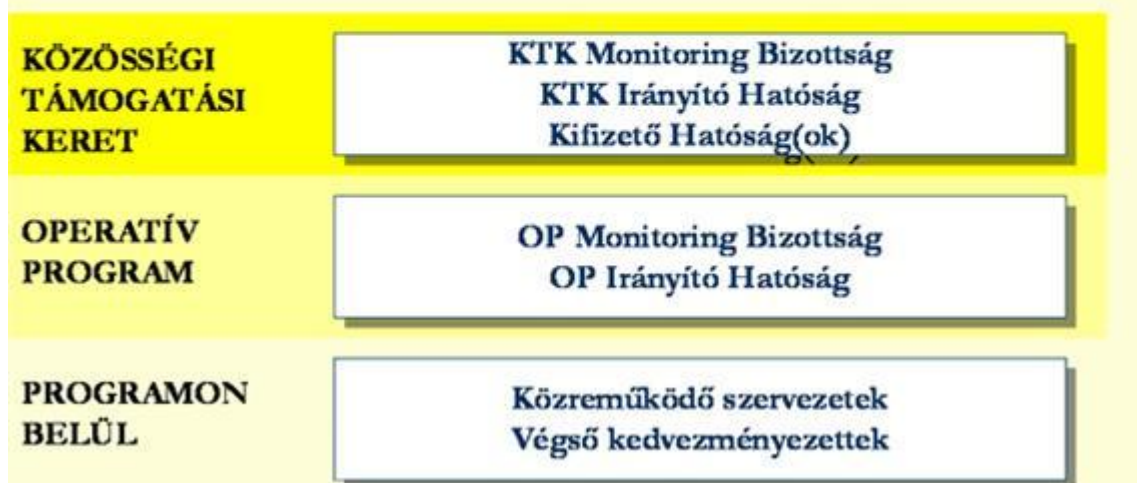 KÖZÖSSÉGI
TÁMOGATÁSI
KERET
KTK Monitoring Bizottság
KTK Irányító Hatóság
Kifizető Hatóság(ok)
OPERATÍV
PROGRAM
OP Monitoring Bizottság
OP Irányító Hatóság
PROGRAMON
BELÜL
Közreműködő szervezetek
Végső kedvezményezettek